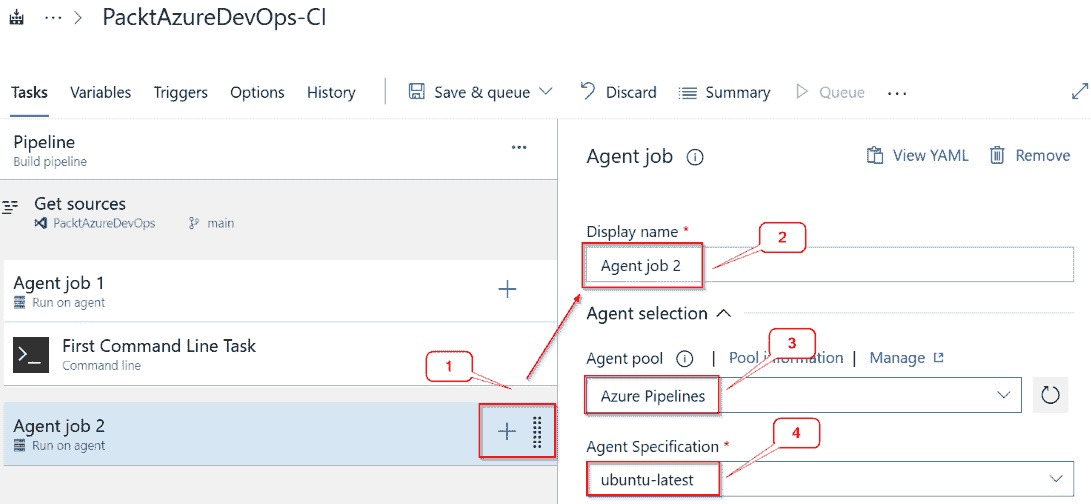 ... > PacktAzureDevOps-CI
Tasks Variables Triggers Options History Save & queue Discard Summary Queue ...
Pipeline
Build pipeline
...
Get sources
PacktAzureDevOps main
Agent job 1
Run on agent
First Command Line Task
Command line
>_
1
Agent job 2
Run on agent
Agent job View YAML Remove
Display name *
2
Agent job 2
Agent selection
3
Agent pool | Pool information | Manage
Azure Pipelines
4
Agent Specification *
ubuntu-latest